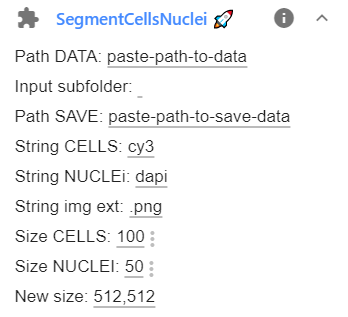 SegmentCellsNuclei 🚀
Path DATA: paste-path-to-data
Input subfolder:
Path SAVE: paste-path-to-save-data
String CELLS: cy3
String NUCLEi: dapi
String img ext: .png
Size CELLS: 100
Size NUCLEI: 50
New size: 512,512